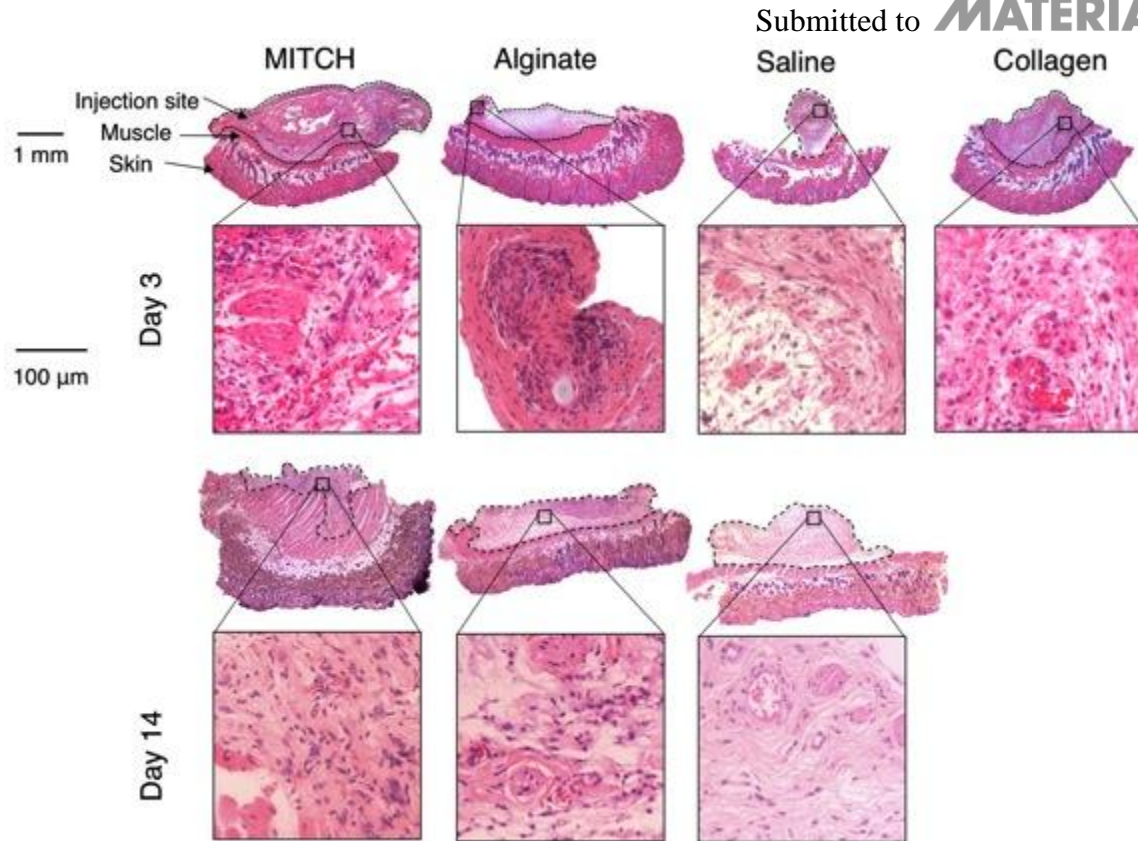 Submitted to MATERIA
MITCH
Alginate
Saline
Collagen
Injection site
Muscle
Skin
1 mm
Day 3
100 μm
Day 14